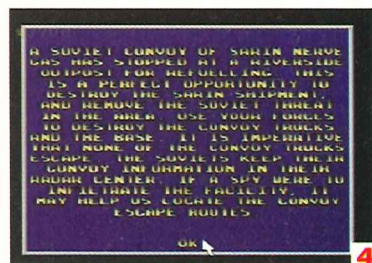 A SOVIET CONVOY OF SARIN NERVE
GAS HAS STOPPED AT A RIVERSIDE
OUTPOST FOR REFUELLING. THIS
IS A PERFECT OPPORTUNITY TO
DESTROY THE SARIN SHIPMENT,
AND REMOVE THE SOVIET THREAT
IN THE AREA. USE YOUR FORCES
TO DESTROY THE CONVOY TRUCKS
AND THE BASE. IT IS IMPERATIVE
THAT NONE OF THE CONVOY TRUCKS
ESCAPE. THE SOVIETS KEEP THEIR
CONVOY INFORMATION IN THEIR
RADAR CENTER. IF SPY WERE TO
INFILTRATE THE FACILITY, IT
MAY HELP US LOCATE THE CONVOY
ESCAPE ROUTES
OK
4